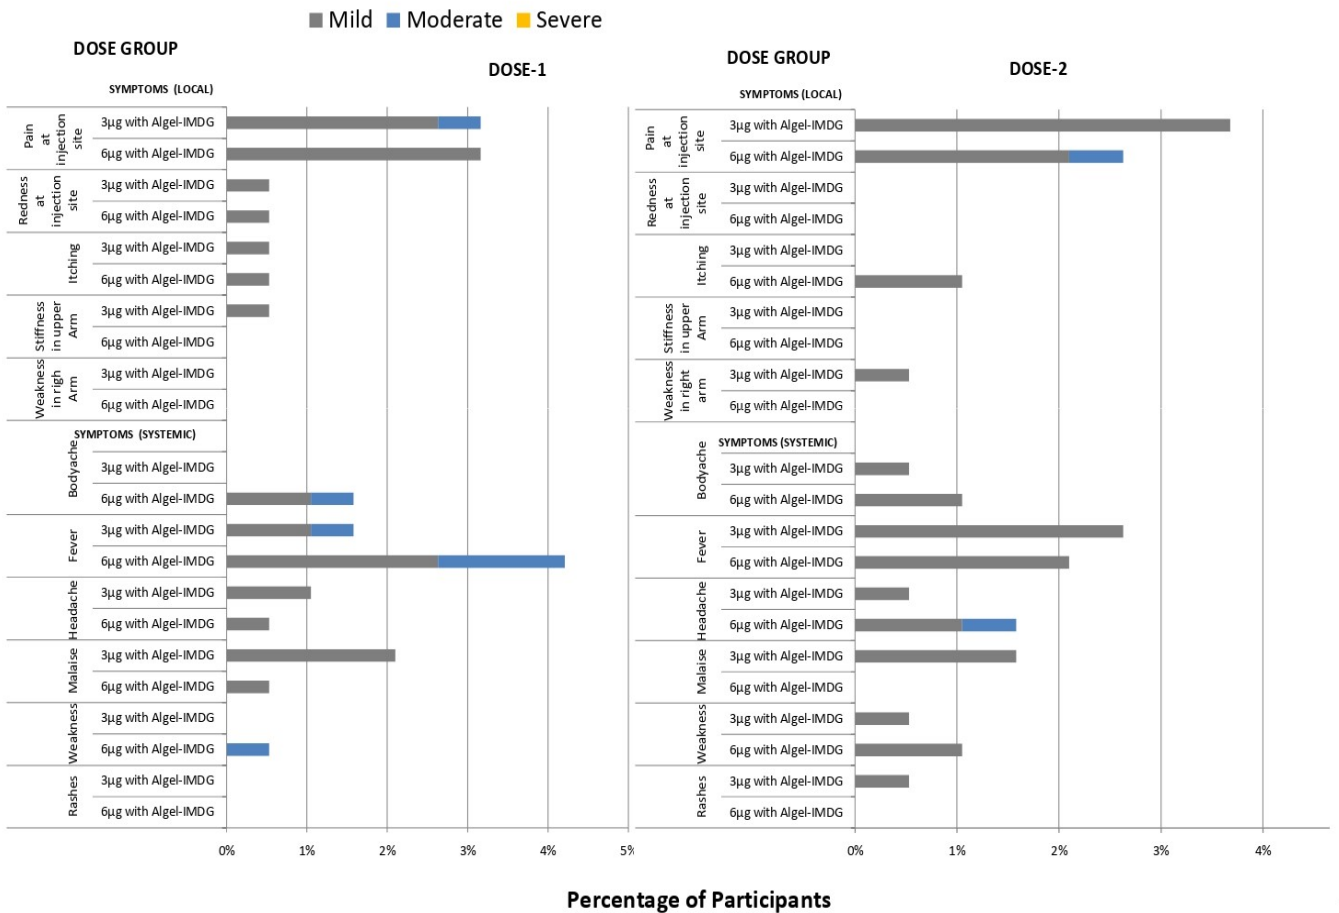 Mild Moderate Severe
DOSE GROUP
DOSE-1
SYMPTOMS (LOCAL)
Pain
at
injection
site
3µg with Algel-IMDG
6µg with Algel-IMDG
Redness
at
injection
site
3µg with Algel-IMDG
6µg with Algel-IMDG
Itching
3µg with Algel-IMDG
6µg with Algel-IMDG
Stiffness
in upper
Arm
3µg with Algel-IMDG
6µg with Algel-IMDG
Weakness
in righ
Arm
3µg with Algel-IMDG
6µg with Algel-IMDG
SYMPTOMS (SYSTEMIC)
Bodyache
3µg with Algel-IMDG
6µg with Algel-IMDG
Fever
3µg with Algel-IMDG
6µg with Algel-IMDG
Headache
3µg with Algel-IMDG
6µg with Algel-IMDG
Malaise
3µg with Algel-IMDG
6µg with Algel-IMDG
Weakness
3µg with Algel-IMDG
6µg with Algel-IMDG
Rashes
3µg with Algel-IMDG
6µg with Algel-IMDG
0% 1% 2% 3% 4% 5%
DOSE GROUP
DOSE-2
SYMPTOMS (LOCAL)
Pain
at
injection
site
3µg with Algel-IMDG
6µg with Algel-IMDG
Redness
at
injection
site
3µg with Algel-IMDG
6µg with Algel-IMDG
Itching
3µg with Algel-IMDG
6µg with Algel-IMDG
Stiffness
in upper
Arm
3µg with Algel-IMDG
6µg with Algel-IMDG
Weakness
in right
arm
3µg with Algel-IMDG
6µg with Algel-IMDG
SYMPTOMS (SYSTEMIC)
Bodyache
3µg with Algel-IMDG
6µg with Algel-IMDG
Fever
3µg with Algel-IMDG
6µg with Algel-IMDG
Headache
3µg with Algel-IMDG
6µg with Algel-IMDG
Malaise
3µg with Algel-IMDG
6µg with Algel-IMDG
Weakness
3µg with Algel-IMDG
6µg with Algel-IMDG
Rashes
3µg with Algel-IMDG
6µg with Algel-IMDG
0% 1% 2% 3% 4%
Percentage of Participants